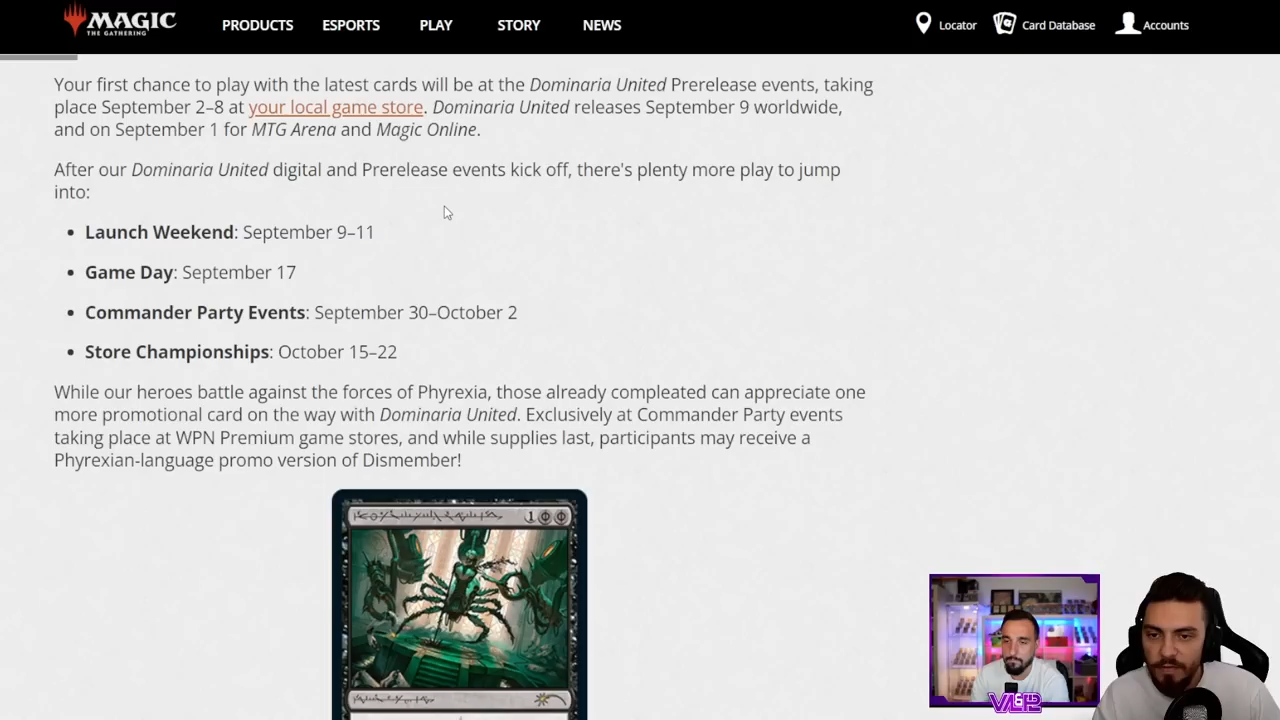 MAGIC
THE GATHERING
PRODUCTS
ESPORTS
PLAY
STORY
NEWS
Locator
Card Database
Accounts
Your first chance to play with the latest cards will be at the Dominaria United Prerelease events, taking
place September 2–8 at your local game store. Dominaria United releases September 9 worldwide,
and on September 1 for MTG Arena and Magic Online.
After our Dominaria United digital and Prerelease events kick off, there's plenty more play to jump
into:
• Launch Weekend: September 9–11
• Game Day: September 17
• Commander Party Events: September 30–October 2
• Store Championships: October 15–22
While our heroes battle against the forces of Phyrexia, those already compleated can appreciate one
more promotional card on the way with Dominaria United. Exclusively at Commander Party events
taking place at WPN Premium game stores, and while supplies last, participants may receive a
Phyrexian-language promo version of Dismember!
1